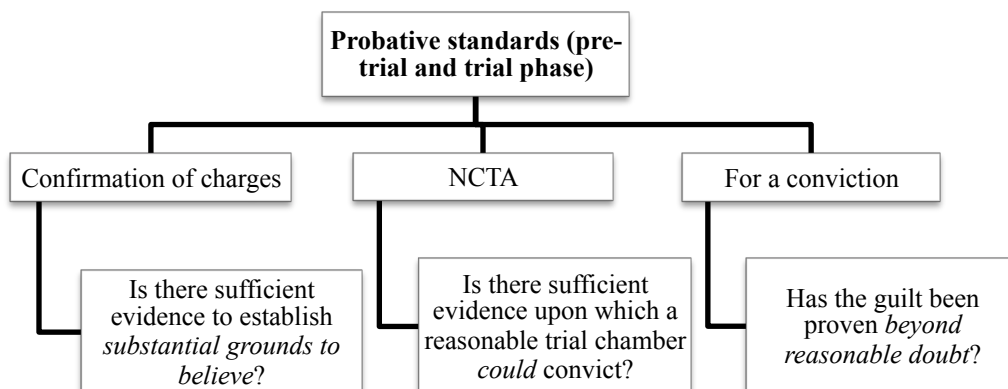 Probative standards (pre-
trial and trial phase)
Confirmation of charges
NCTA
For a conviction
Is there sufficient
evidence to establish
substantial grounds to
believe?
Is there sufficient
evidence upon which a
reasonable trial chamber
could convict?
Has the guilt been
proven beyond
reasonable doubt?